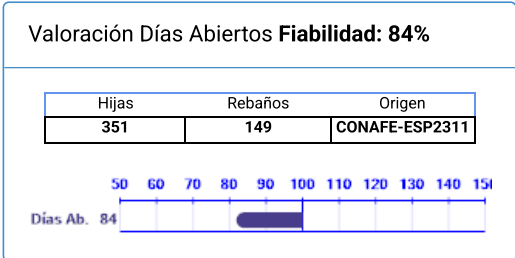 Valoración Días Abiertos Fiabilidad: 84%
Hijas Rebaños Origen
351 149 CONAFE-ESP2311
50 60 70 80 90 100 110 120 130 140
Días Ab. 84